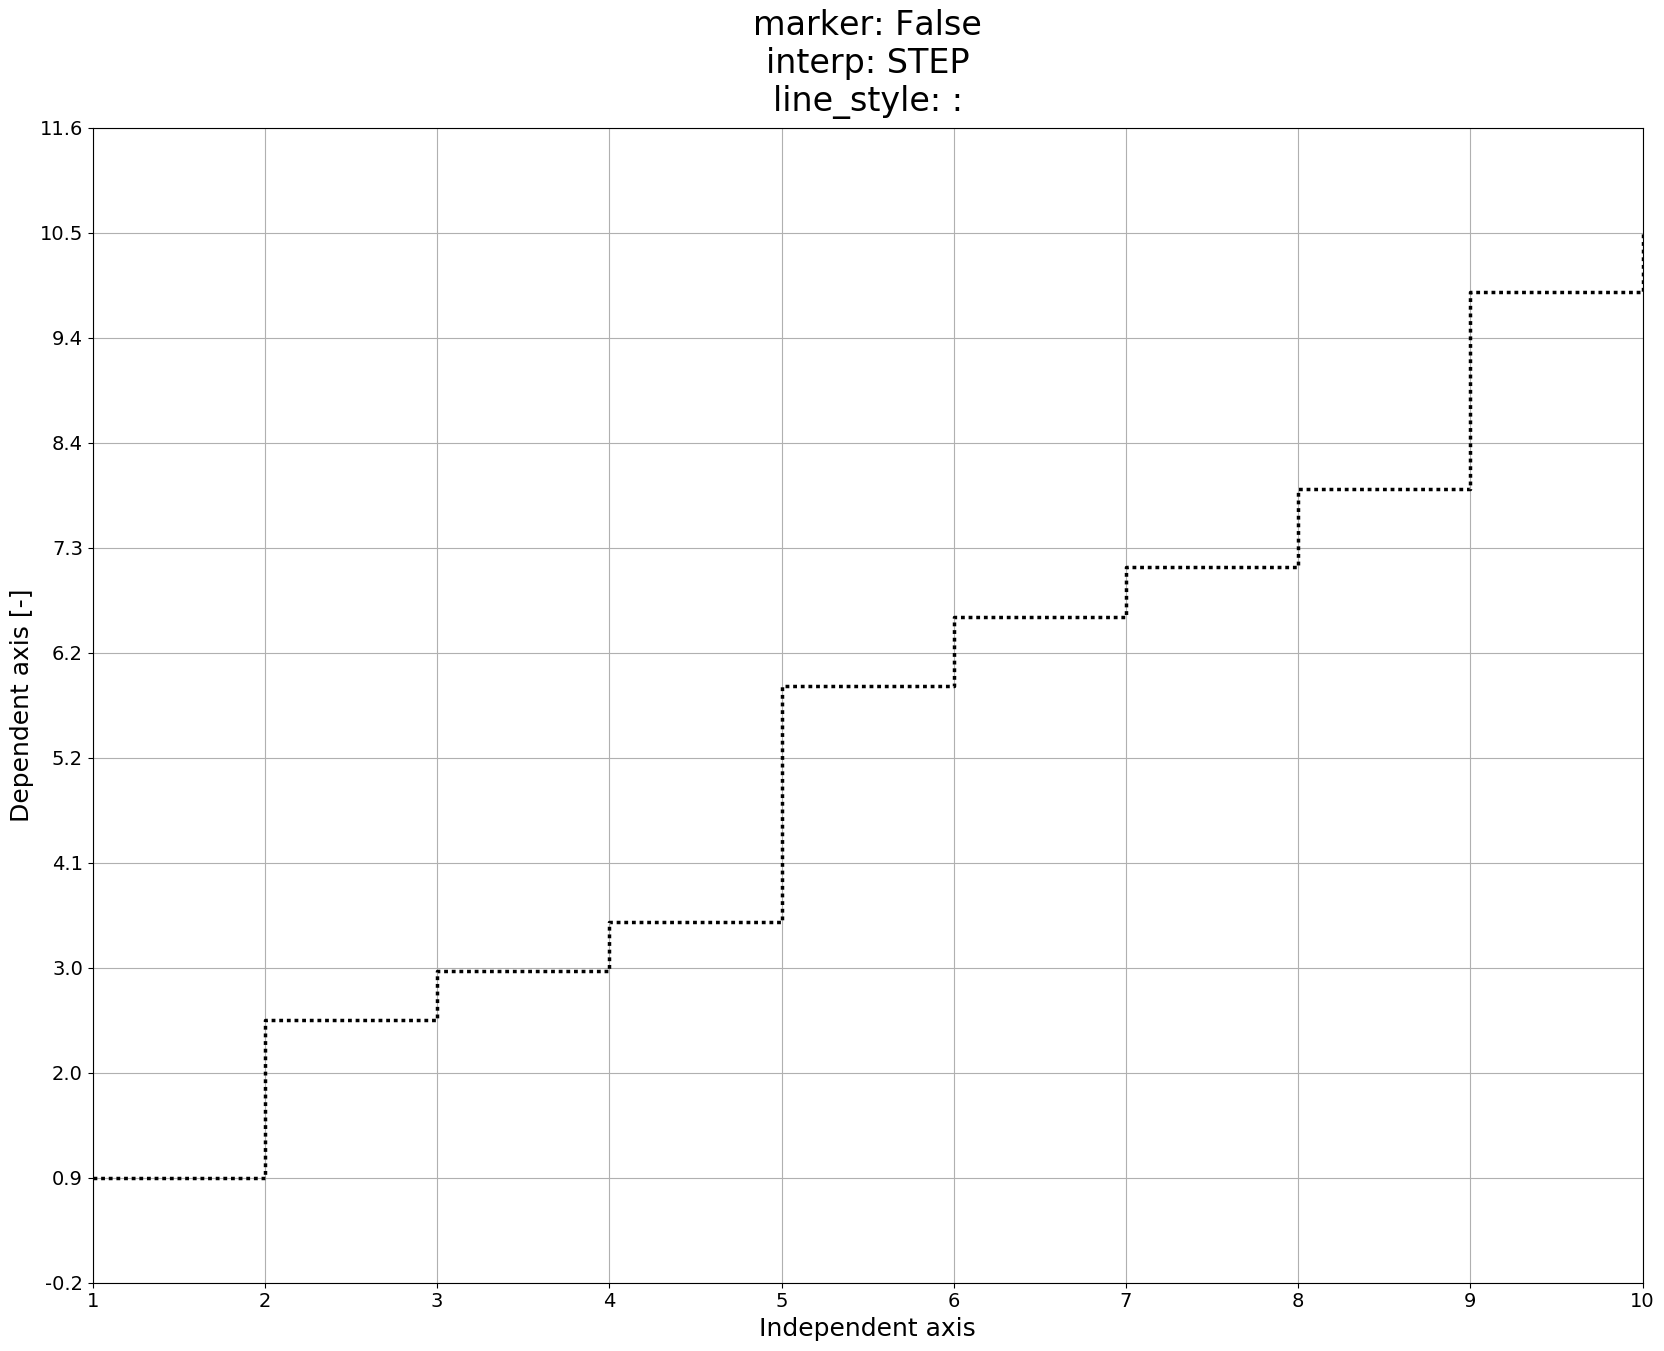 marker: False
interp: STEP
line_style: :
11.6
10.5
9.4
8.4
7.3
6.2
5.2
4.1
3.0
2.0
0.9
-0.2
Dependent axis [-]
1 2 3 4 5 6 7 8 9 10
Independent axis